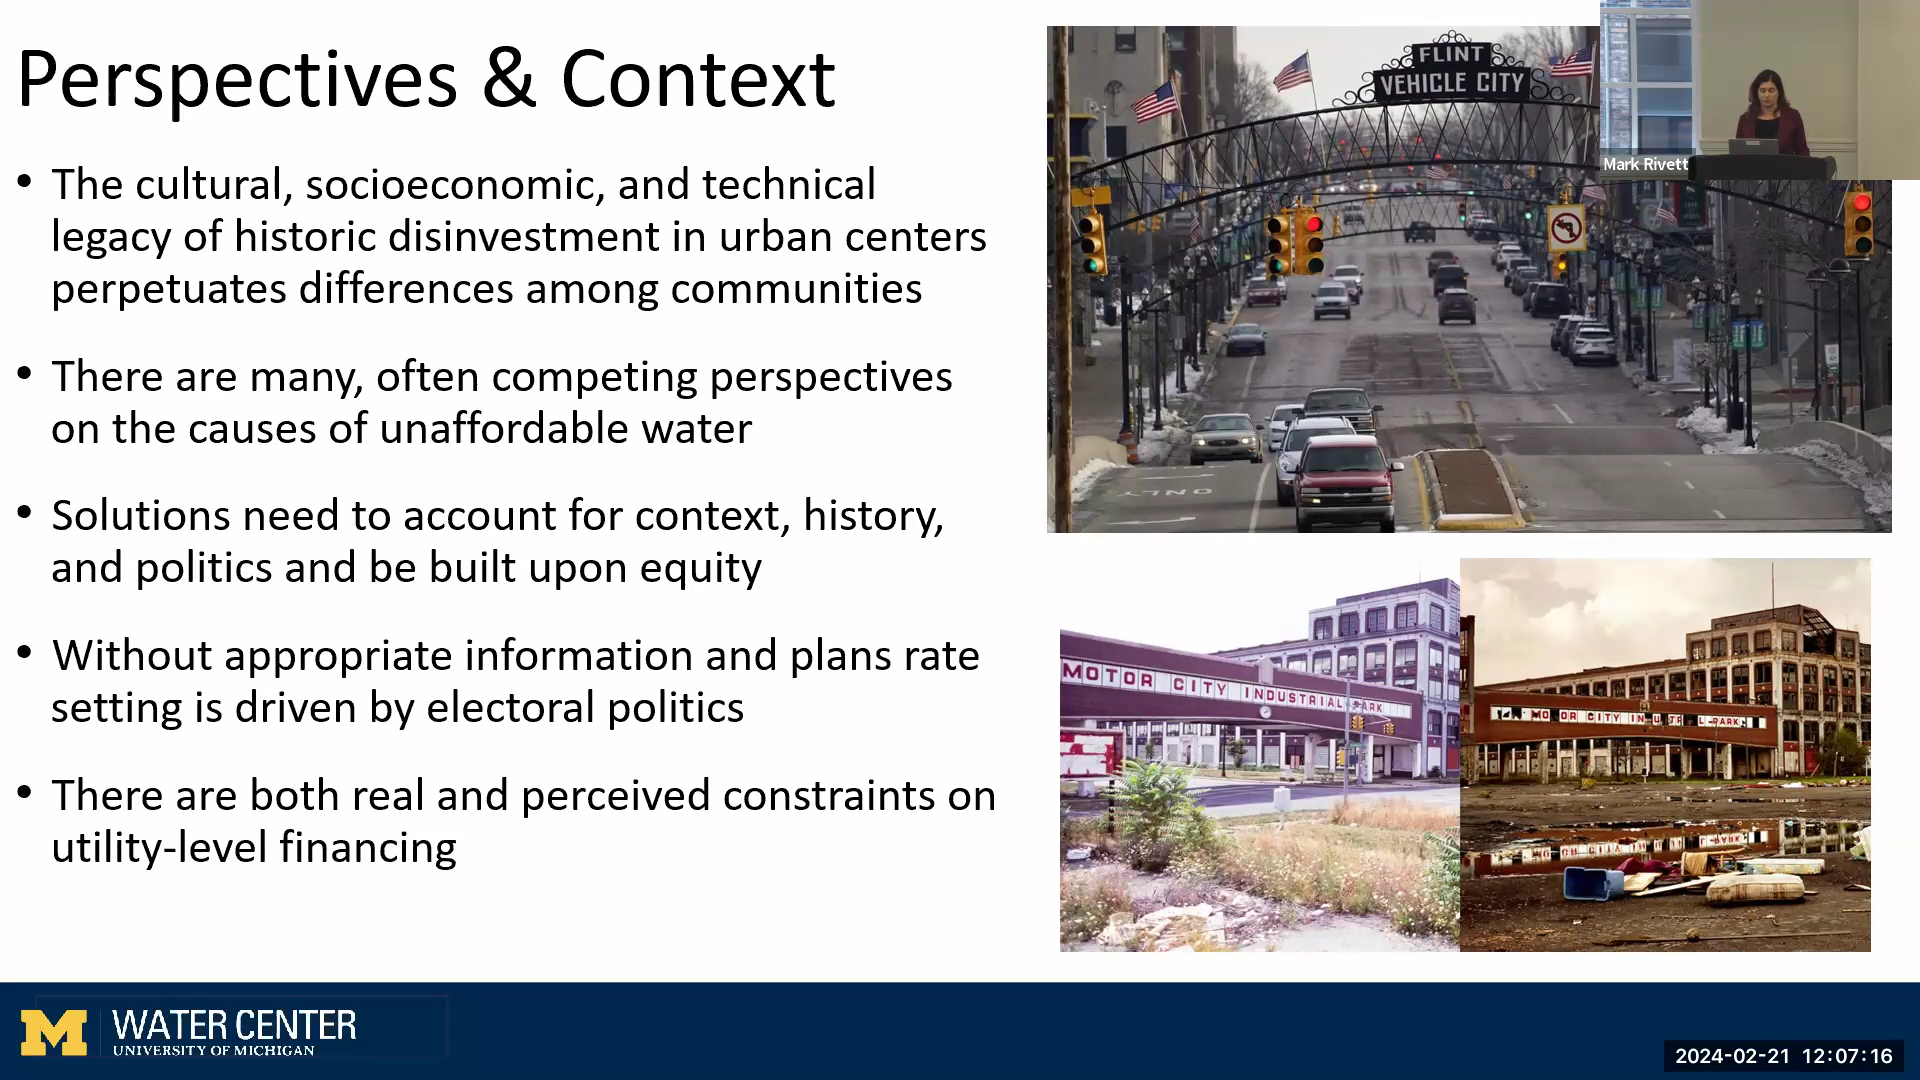 Perspectives & Context
• The cultural, socioeconomic, and technical
legacy of historic disinvestment in urban centers
perpetuates differences among communities
• There are many, often competing perspectives
on the causes of unaffordable water
• Solutions need to account for context, history,
and politics and be built upon equity
• Without appropriate information and plans rate
setting is driven by electoral politics
• There are both real and perceived constraints on
utility-level financing
FLINT
VEHICLE CITY
ONLY
Mark Rivett
MOTOR CITY INDUSTRIAL PARK
M
WATER CENTER
UNIVERSITY OF MICHIGAN
2024-02-21 12:07:16